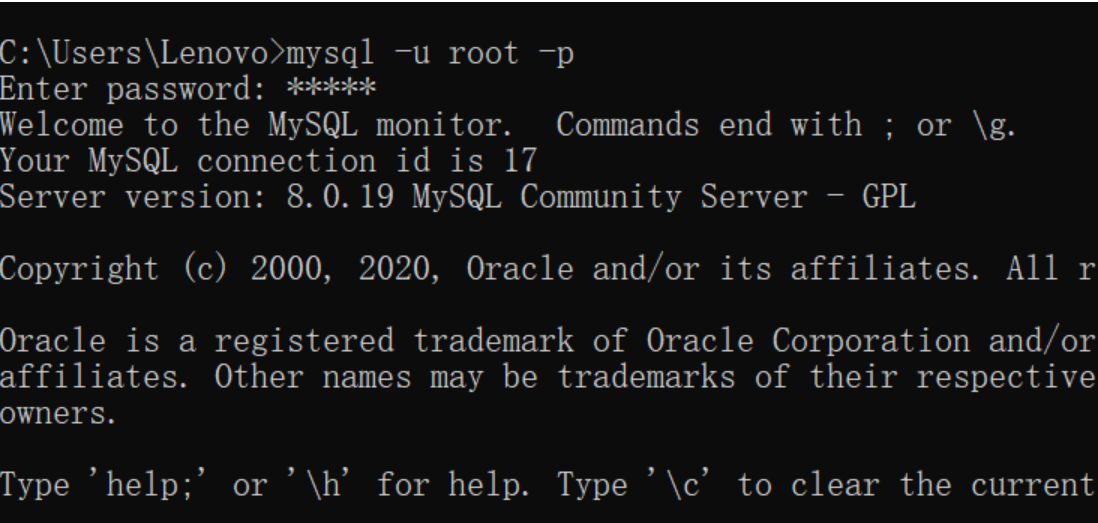 C:\Users\Lenovo>mysql -u root -p
Enter password: *****
Welcome to the MySQL monitor.  Commands end with ; or \g.
Your MySQL connection id is 17
Server version: 8.0.19 MySQL Community Server - GPL
Copyright (c) 2000, 2020, Oracle and/or its affiliates. All r
Oracle is a registered trademark of Oracle Corporation and/or
affiliates. Other names may be trademarks of their respective
owners.
Type 'help;' or '\h' for help. Type '\c' to clear the current